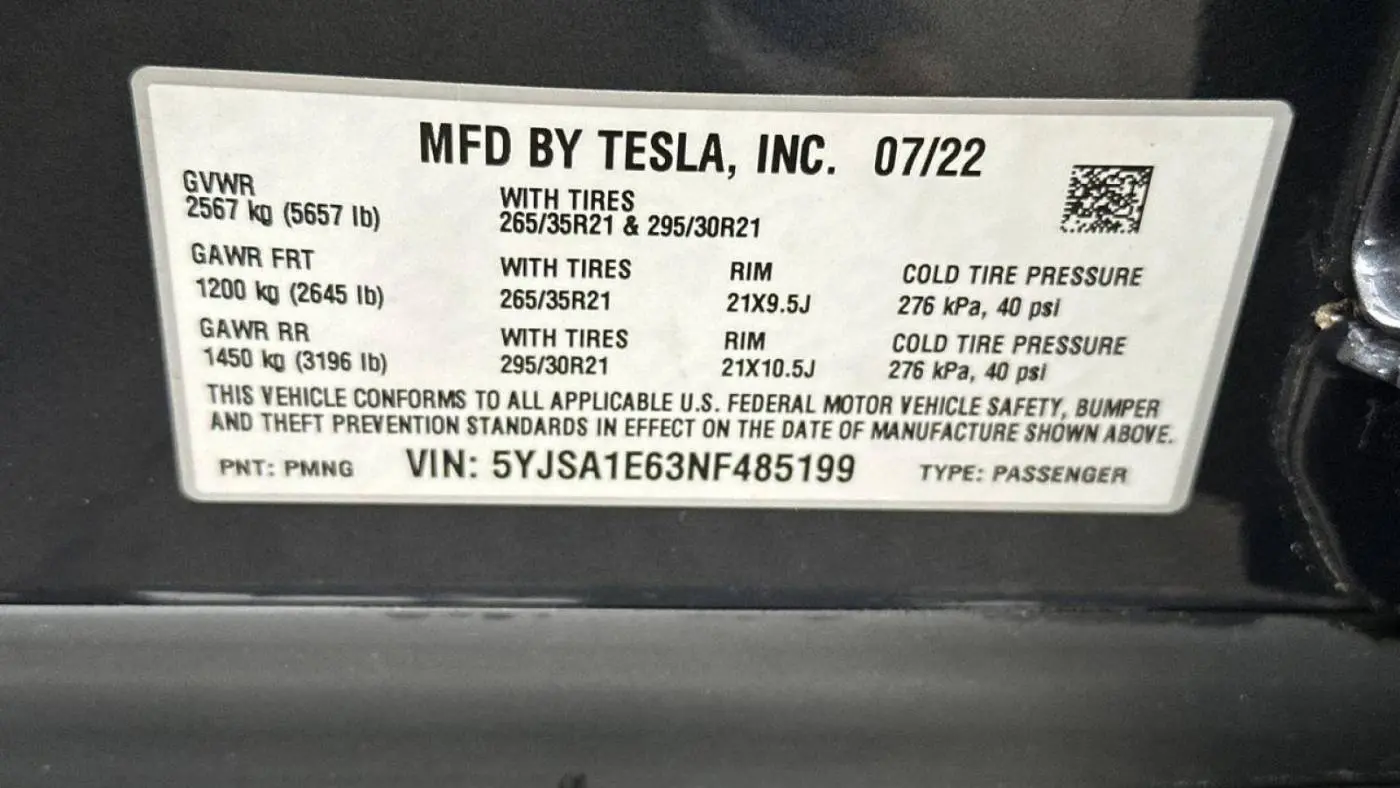 MFD BY TESLA, INC. 07/22
GVWR
2567 kg (5657 lb)
WITH TIRES
265/35R21 & 295/30R21
GAWR FRT
1200 kg (2645 lb)
WITH TIRES
265/35R21
RIM
21X9.5J
COLD TIRE PRESSURE
276 kPa, 40 psi
GAWR RR
1450 kg (3196 lb)
WITH TIRES
295/30R21
RIM
21X10.5J
COLD TIRE PRESSURE
276 kPa, 40 psi
THIS VEHICLE CONFORMS TO ALL APPLICABLE U.S. FEDERAL MOTOR VEHICLE SAFETY, BUMPER
AND THEFT PREVENTION STANDARDS IN EFFECT ON THE DATE OF MANUFACTURE SHOWN ABOVE.
PNT: PMNG VIN: 5YJSA1E63NF485199 TYPE: PASSENGER